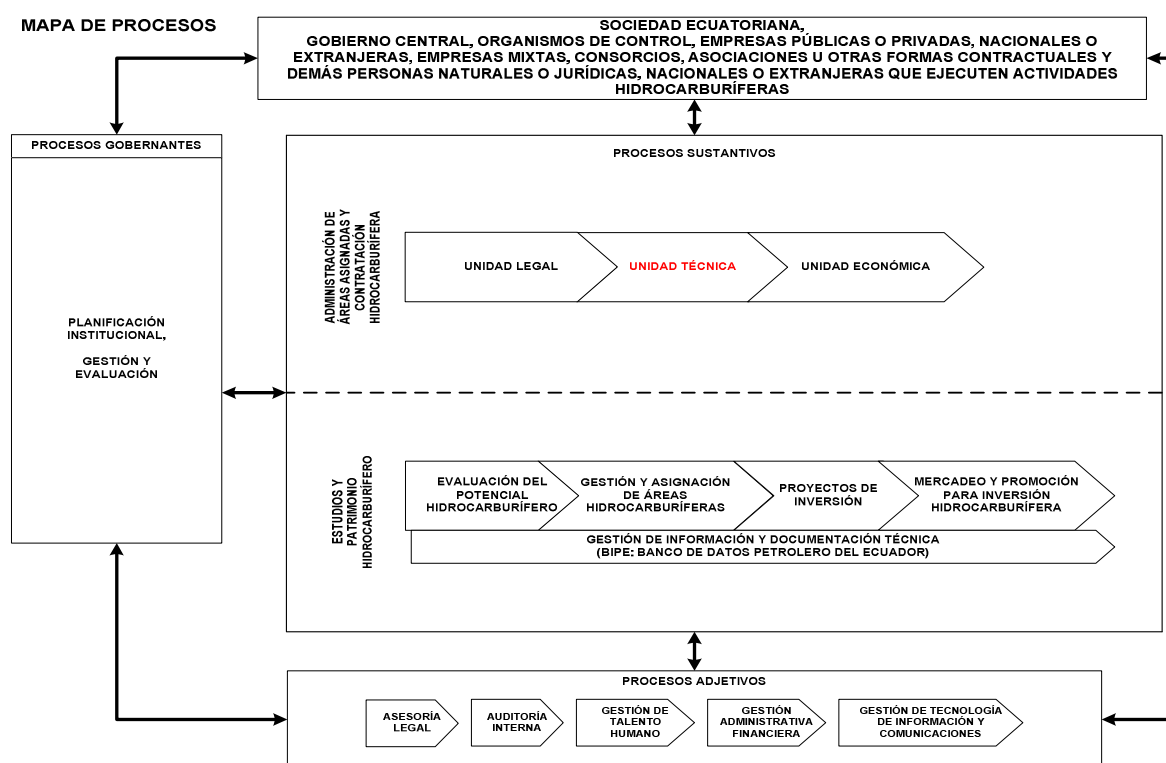 MAPA DE PROCESOS
SOCIEDAD ECUATORIANA,
GOBIERNO CENTRAL, ORGANISMOS DE CONTROL, EMPRESAS PÚBLICAS O PRIVADAS, NACIONALES O
EXTRANJERAS, EMPRESAS MIXTAS, CONSORCIOS, ASOCIACIONES U OTRAS FORMAS CONTRACTUALES Y
DEMÁS PERSONAS NATURALES O JURÍDICAS, NACIONALES O EXTRANJERAS QUE EJECUTEN ACTIVIDADES
HIDROCARBURÍFERAS
PROCESOS GOBERNANTES
PLANIFICACIÓN
INSTITUCIONAL,
GESTIÓN Y
EVALUACIÓN
PROCESOS SUSTANTIVOS
ADMINISTRACIÓN DE
ÁREAS ASIGNADAS Y
CONTRATACIÓN
HIDROCARBURÍFERA
UNIDAD LEGAL
UNIDAD TÉCNICA
UNIDAD ECONÓMICA
ESTUDIOS Y
PATRIMONIO
HIDROCARBURÍFERO
EVALUACIÓN DEL
POTENCIAL
HIDROCARBURÍFERO
GESTIÓN Y ASIGNACIÓN
DE ÁREAS
HIDROCARBURÍFERAS
PROYECTOS DE
INVERSIÓN
MERCADEO Y PROMOCIÓN
PARA INVERSIÓN
HIDROCARBURÍFERA
GESTIÓN DE INFORMACIÓN Y DOCUMENTACIÓN TÉCNICA
(BIPE: BANCO DE DATOS PETROLERO DEL ECUADOR)
PROCESOS ADJETIVOS
ASESORÍA
LEGAL
AUDITORÍA
INTERNA
GESTIÓN DE
TALENTO
HUMANO
GESTIÓN
ADMINISTRATIVA
FINANCIERA
GESTIÓN DE TECNOLOGÍA
DE INFORMACIÓN Y
COMUNICACIONES